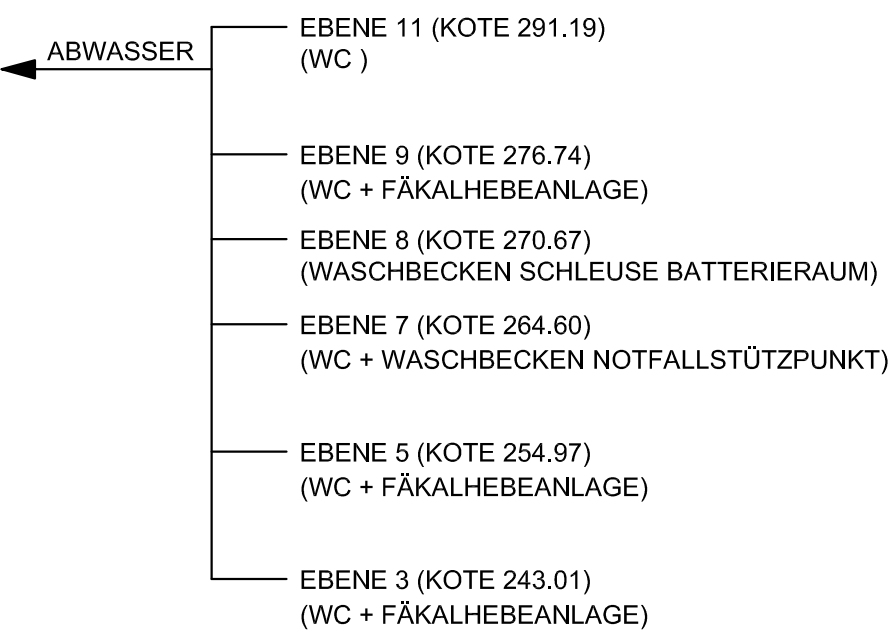 EBENE 11 (KOTE 291.19)
ABWASSER
(WC )
EBENE 9 (KOTE 276.74)
(WC + FÄKALHEBEANLAGE)
EBENE 8 (KOTE 270.67)
(WASCHBECKEN SCHLEUSE BATTERIERAUM)
EBENE 7 (KOTE 264.60)
(WC + WASCHBECKEN NOTFALLSTÜTZPUNKT)
EBENE 5 (KOTE 254.97)
(WC + FÄKALHEBEANLAGE)
EBENE 3 (KOTE 243.01)
(WC + FÄKALHEBEANLAGE)